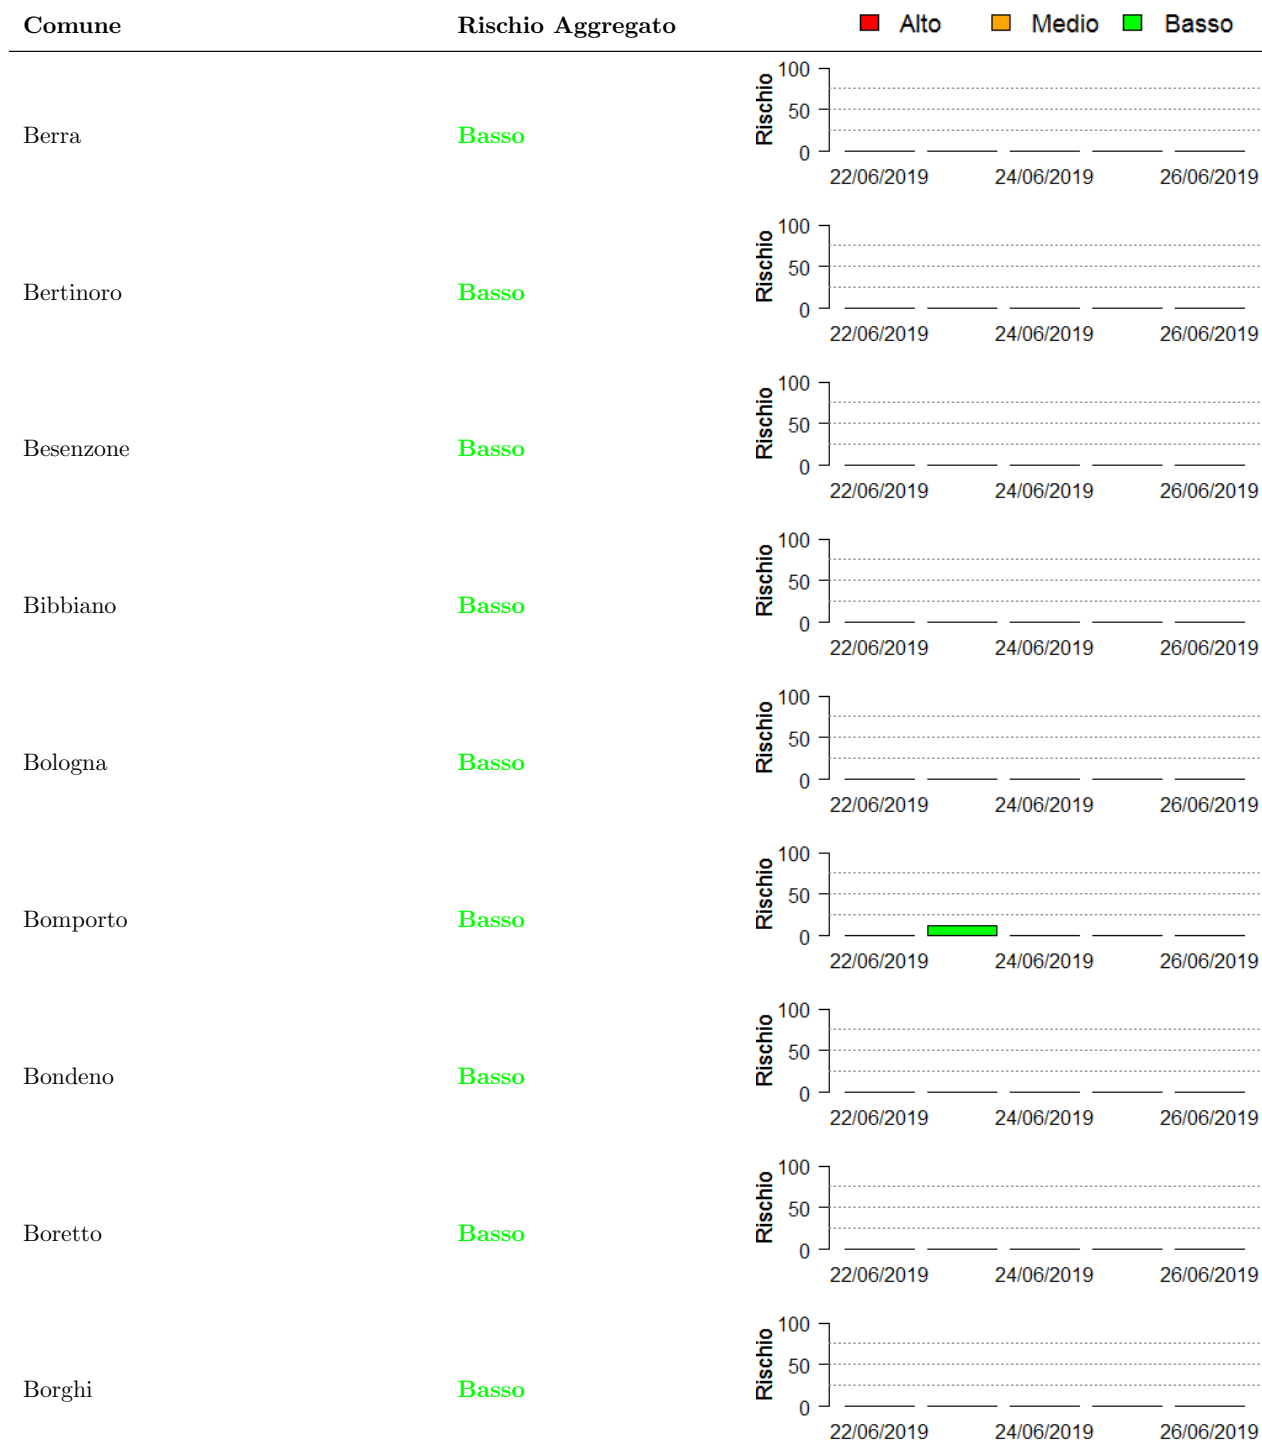 Comune Rischio Aggregato Alto Medio Basso
Berra Basso Rischio 100 50 0
22/06/2019 24/06/2019 26/06/2019
Bertinoro Basso Rischio 100 50 0
22/06/2019 24/06/2019 26/06/2019
Besenzone Basso Rischio 100 50 0
22/06/2019 24/06/2019 26/06/2019
Bibbiano Basso Rischio 100 50 0
22/06/2019 24/06/2019 26/06/2019
Bologna Basso Rischio 100 50 0
22/06/2019 24/06/2019 26/06/2019
Bomporto Basso Rischio 100 50 0
22/06/2019 24/06/2019 26/06/2019
Bondeno Basso Rischio 100 50 0
22/06/2019 24/06/2019 26/06/2019
Boretto Basso Rischio 100 50 0
22/06/2019 24/06/2019 26/06/2019
Borghi Basso Rischio 100 50 0
22/06/2019 24/06/2019 26/06/2019